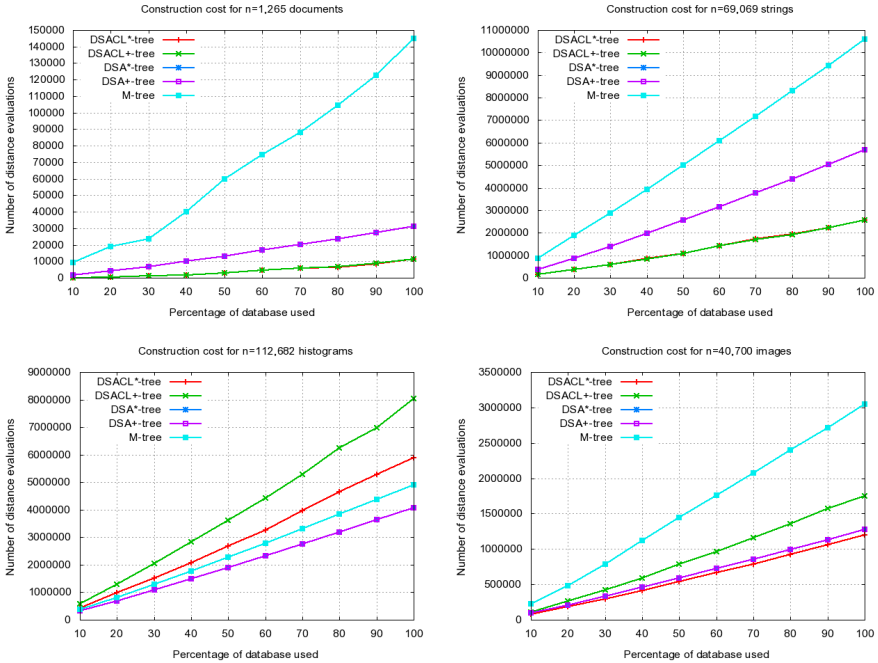 Construction cost for n=1,265 documents
Number of distance evaluations
150000
140000
130000
120000
110000
100000
90000
80000
70000
60000
50000
40000
30000
20000
10000
0
DSACL*-tree
DSACL+-tree
DSA*-tree
DSA+-tree
M-tree
10 20 30 40 50 60 70 80 90 100
Percentage of database used
Construction cost for n=69,069 strings
Number of distance evaluations
11000000
10000000
9000000
8000000
7000000
6000000
5000000
4000000
3000000
2000000
1000000
0
DSACL*-tree
DSACL+-tree
DSA*-tree
DSA+-tree
M-tree
10 20 30 40 50 60 70 80 90 100
Percentage of database used
Construction cost for n=112,682 histograms
Number of distance evaluations
9000000
8000000
7000000
6000000
5000000
4000000
3000000
2000000
1000000
0
DSACL*-tree
DSACL+-tree
DSA*-tree
DSA+-tree
M-tree
10 20 30 40 50 60 70 80 90 100
Percentage of database used
Construction cost for n=40,700 images
Number of distance evaluations
3500000
3000000
2500000
2000000
1500000
1000000
500000
0
DSACL*-tree
DSACL+-tree
DSA*-tree
DSA+-tree
M-tree
10 20 30 40 50 60 70 80 90 100
Percentage of database used